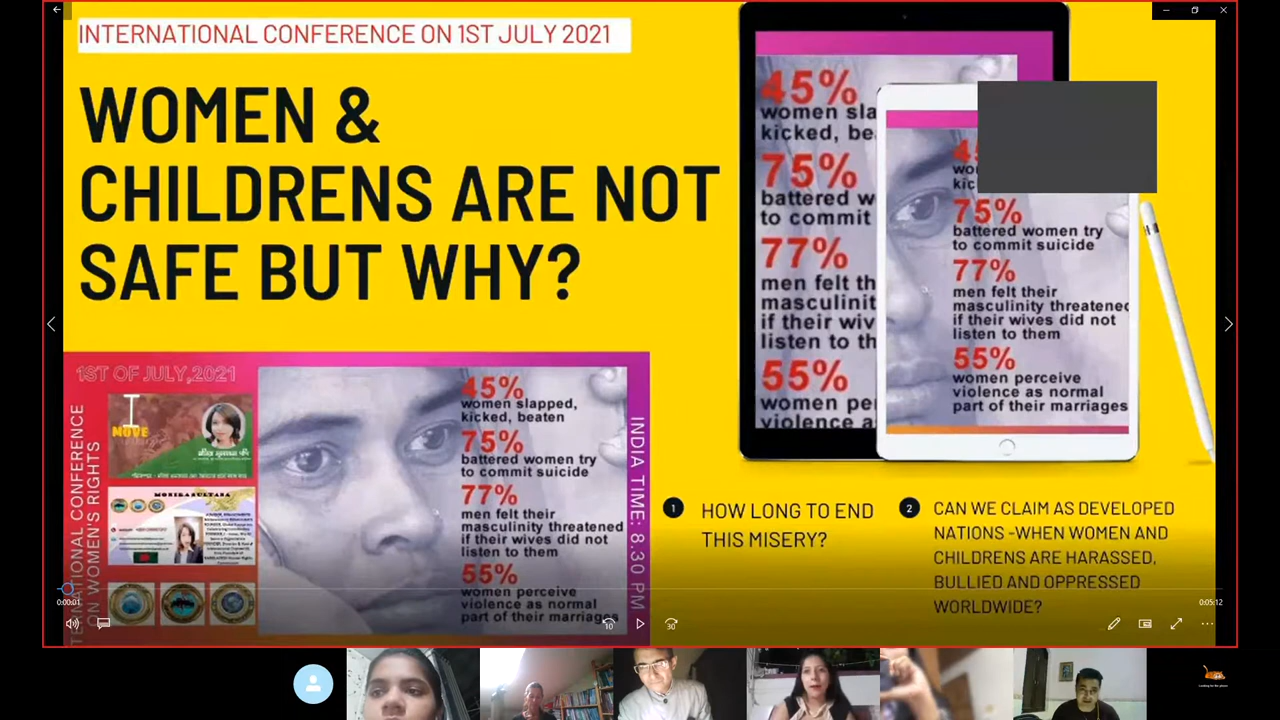 INTERNATIONAL CONFERENCE ON 1ST JULY 2021
WOMEN &
CHILDRENS ARE NOT
SAFE BUT WHY?
45%
women sla
kicked, be
75%
battered w
to commit
77%
men felt th
masculinit
if their wiv
listen to th
55%
women per
violence a
75%
battered women try
to commit suicide
77%
men felt their
masculinity threatened
if their wives did not
listen to them
55%
women perceive
violence as normal
part of their marriages
1ST OF JULY,2021
INTERNATIONAL CONFERENCE
ON WOMEN'S RIGHTS
MOVE
MONIKA SULTANA
45%
women slapped,
kicked, beaten
75%
battered women try
to commit suicide
77%
men felt their
masculinity threatened
if their wives did not
listen to them
55%
women perceive
violence as normal
part of their marriages
INDIA TIME: 8.30 PM
1
HOW LONG TO END
THIS MISERY?
2
CAN WE CLAIM AS DEVELOPED
NATIONS -WHEN WOMEN AND
CHILDRENS ARE HARASSED,
BULLIED AND OPPRESSED
WORLDWIDE?
0:00:01
0:05:12
10
30